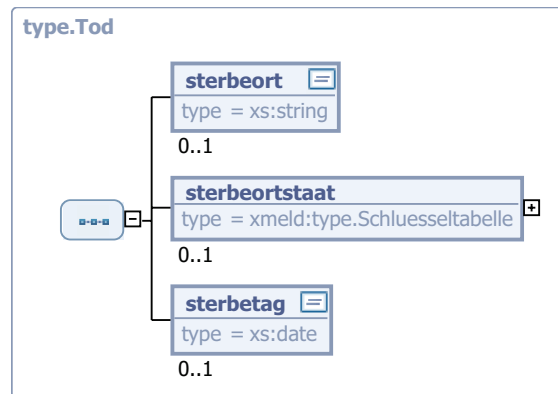 type.Tod
sterbeort
type = xs:string
0..1
sterbeortstaat
type = xmeld:type.Schluesseltabelle
0..1
sterbetag
type = xs:date
0..1